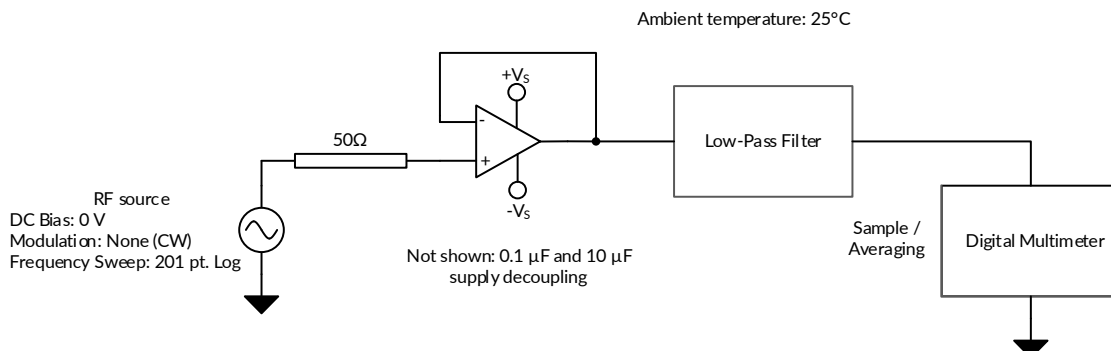 Ambient temperature: 25°C
+VS
-
50Ω
+
Low-Pass Filter
RF source
DC Bias: 0 V
Modulation: None (CW)
Frequency Sweep: 201 pt. Log
-VS
Not shown: 0.1 µF and 10 µF
supply decoupling
Sample /
Averaging
Digital Multimeter